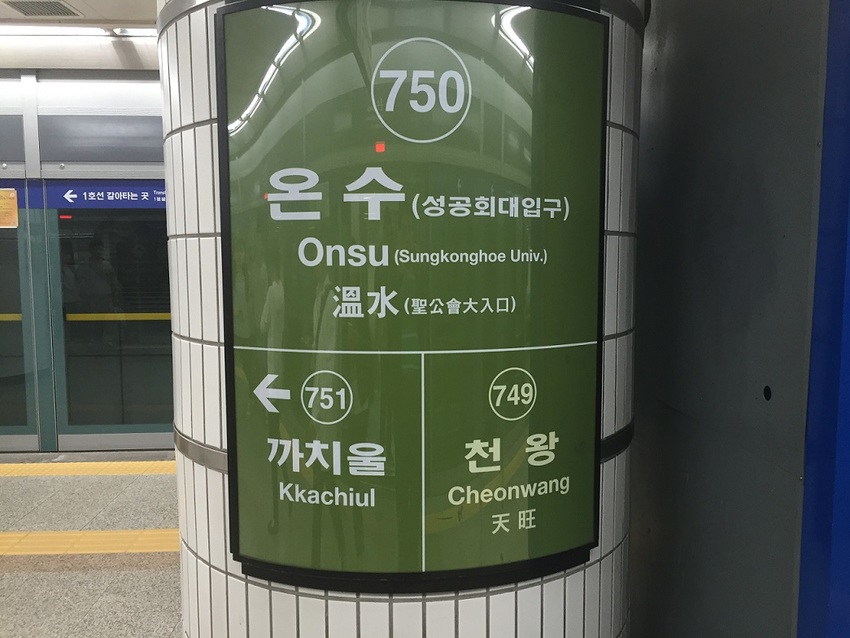 1호선 갈아타는 곳
750
온수 (성공회대입구)
Onsu (Sungkonghoe Univ.)
溫水 (聖公會大入口)
751
까치울
Kkachiul
749
천왕
Cheonwang
天旺